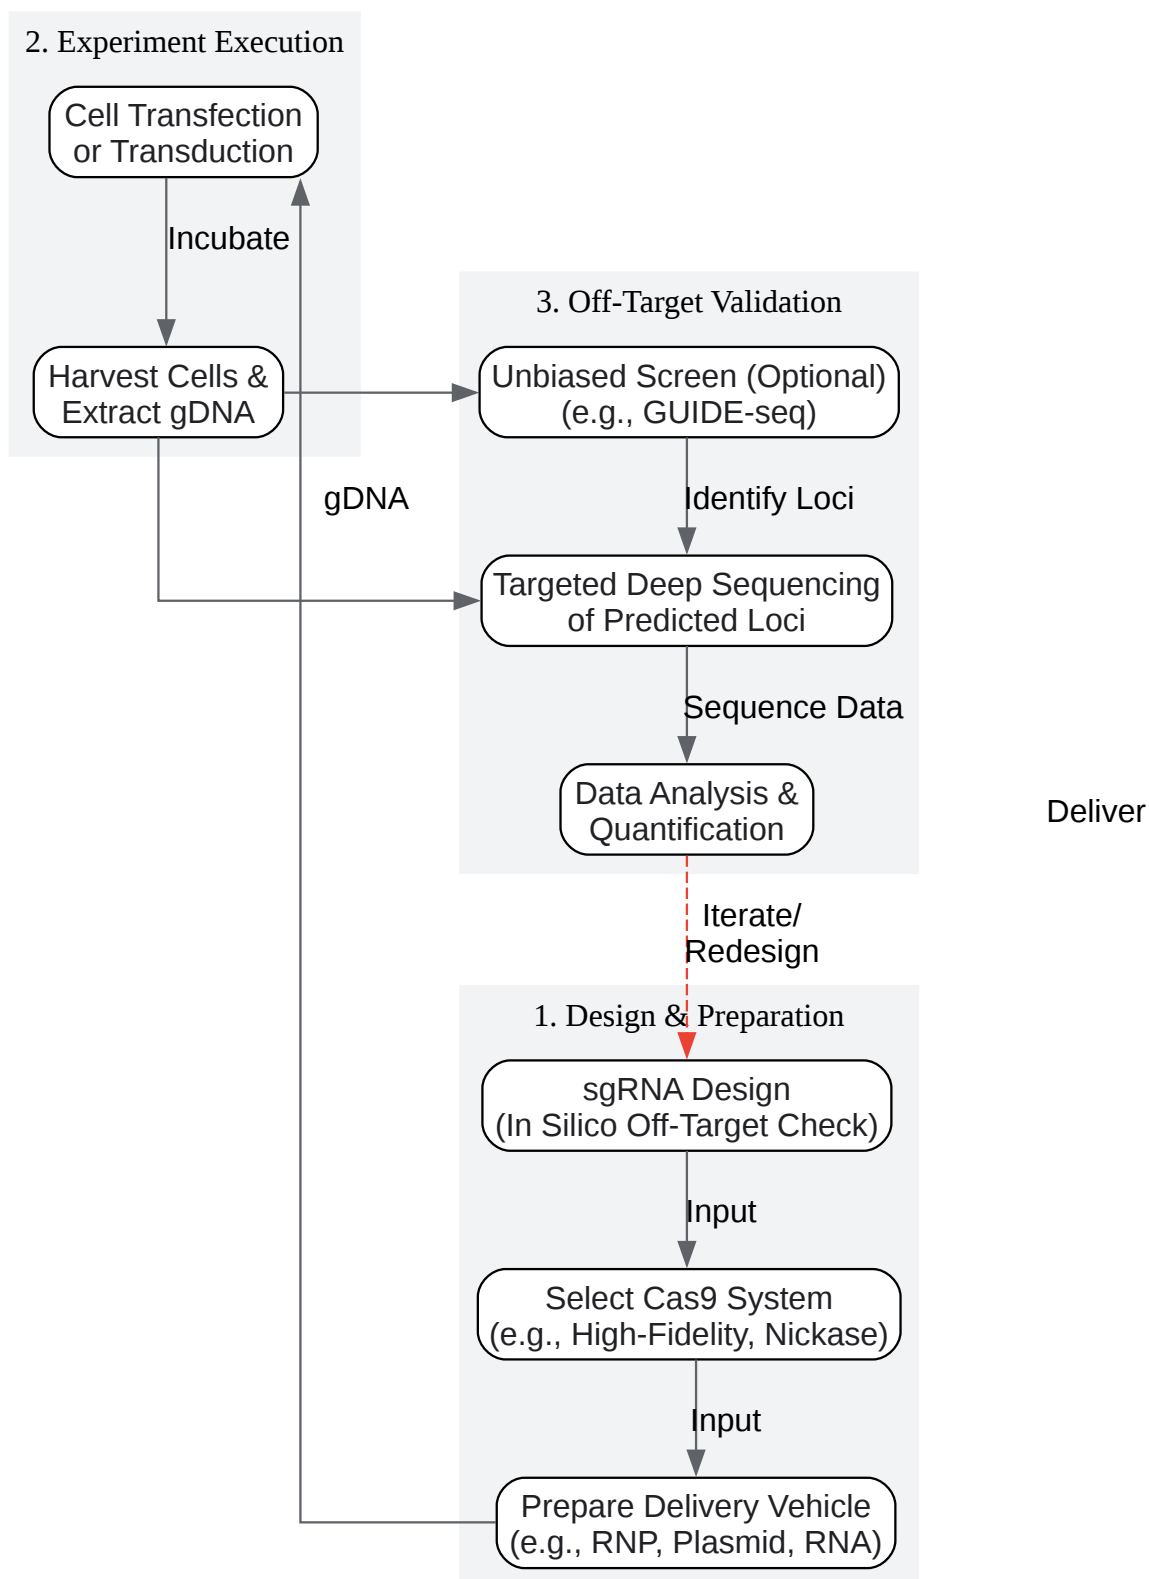 2. Experiment Execution
Cell Transfection
or Transduction
Incubate
Harvest Cells &
Extract gDNA
gDNA
3. Off-Target Validation
Unbiased Screen (Optional)
(e.g., GUIDE-seq)
Identify Loci
Targeted Deep Sequencing
of Predicted Loci
Sequence Data
Data Analysis &
Quantification
Deliver
Iterate/
Redesign
1. Design & Preparation
sgRNA Design
(In Silico Off-Target Check)
Input
Select Cas9 System
(e.g., High-Fidelity, Nickase)
Input
Prepare Delivery Vehicle
(e.g., RNP, Plasmid, RNA)